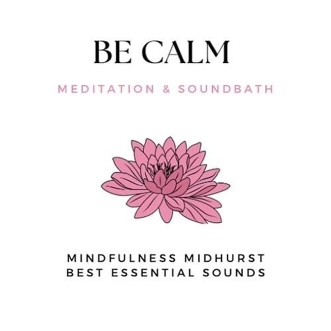 BE CALM
MEDITATION & SOUNDBATH
MINDFULNESS MIDHURST
BEST ESSENTIAL SOUNDS